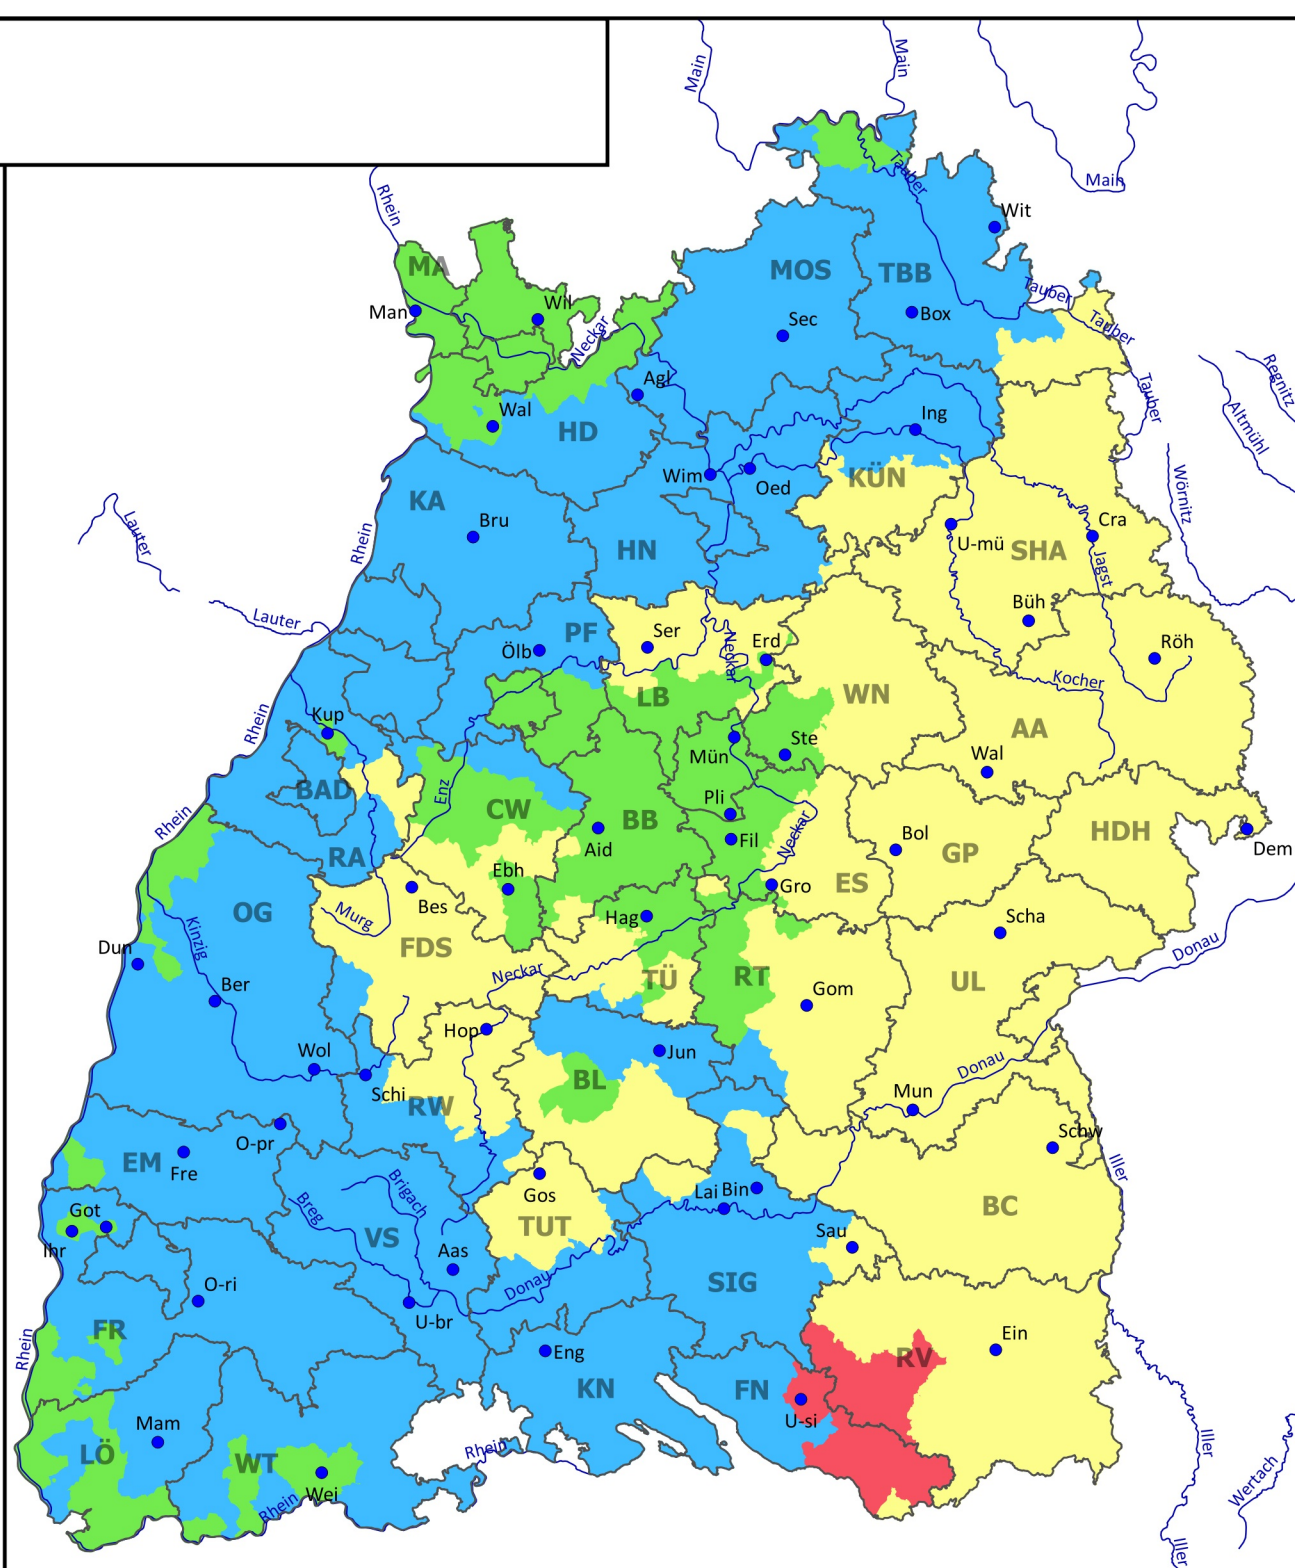 Main
Main
Main
Rhein
Tauber
Wit
MA
MOS
TBB
Tauber
Man
Wil
Neckar
Sec
Box
Tauber
Regnitz
Agl
Tauber
Altmühl
Wal
HD
Ing
Wim
Oed
KÜN
Wörnitz
KA
Bru
Lauter
Rhein
HN
U-mü
SHA
Cra
Jagst
Lauter
Büh
PF
Ölb
Ser
Neckar
Erd
Röh
Kocher
LB
WN
Rhein
Kup
AA
Mün
Ste
Wal
BAD
Enz
CW
BB
Pli
Rhein
Aid
Fil
Neckar
Bol
GP
HDH
Dem
RA
Ebh
Gro
ES
OG
Murg
Bes
Hag
Scha
Kinzig
Dun
FDS
Neckar
TÜ
RT
UL
Donau
Ber
Gom
Hop
Wol
Jun
Donau
Schi
BL
Mun
RW
O-pr
Schw
EM
Fre
Iller
Breg
Brigach
Gos
Lai
Bin
BC
Got
Ihr
VS
TUT
Sau
Aas
Donau
SIG
O-ri
U-br
FR
Rhein
Eng
Ein
RV
KN
FN
U-si
Mam
LÖ
WT
Rhein
Iller
Wei
Rhein
Wertach
Iller